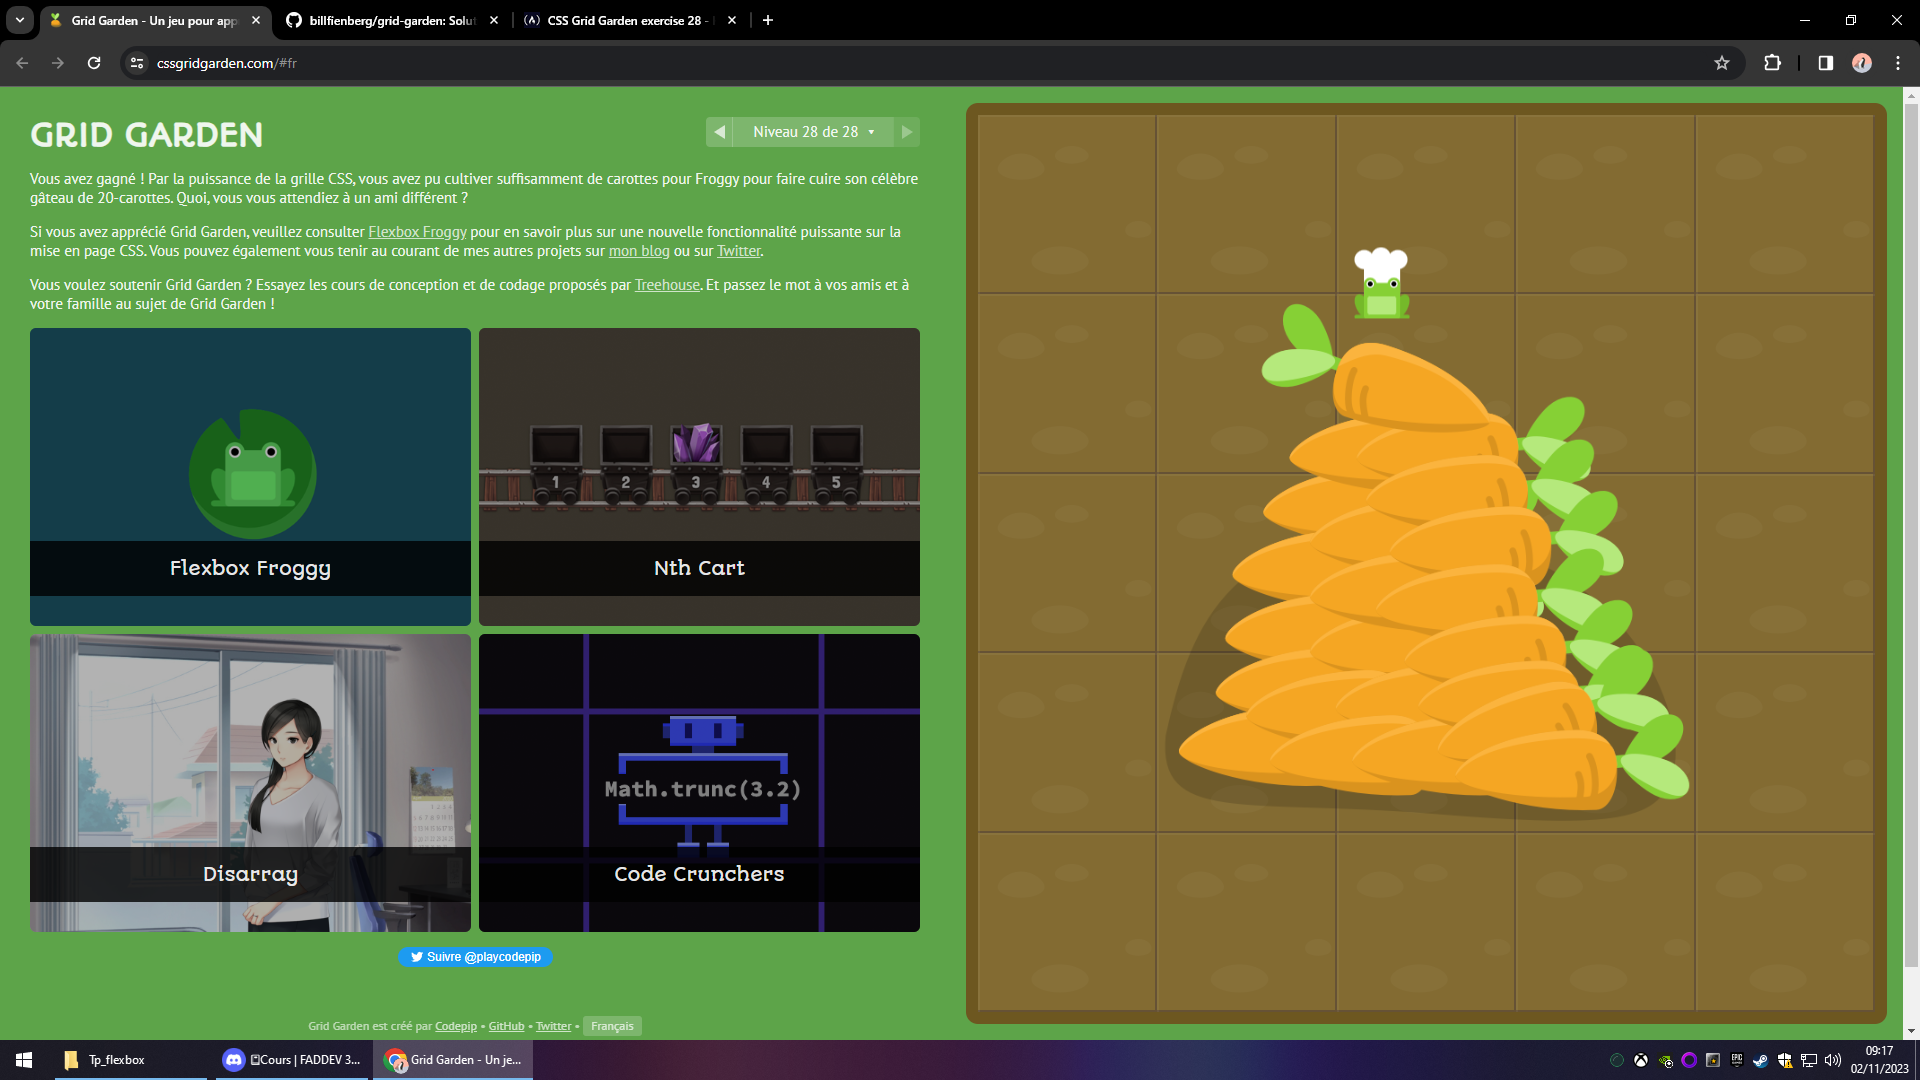 Grid Garden - Un jeu pour app
billfienberg/grid-garden: Solut
CSS Grid Garden exercise 28 -
cssgridgarden.com/#fr
GRID GARDEN
Niveau 28 de 28
Vous avez gagné ! Par la puissance de la grille CSS, vous avez pu cultiver suffisamment de carottes pour Froggy pour faire cuire son célèbre
gâteau de 20-carottes. Quoi, vous vous attendiez à un ami différent ?
Si vous avez apprécié Grid Garden, veuillez consulter Flexbox Froggy pour en savoir plus sur une nouvelle fonctionnalité puissante sur la
mise en page CSS. Vous pouvez également vous tenir au courant de mes autres projets sur mon blog ou sur Twitter.
Vous voulez soutenir Grid Garden ? Essayez les cours de conception et de codage proposés par Treehouse. Et passez le mot à vos amis et à
votre famille au sujet de Grid Garden !
1 2 3 4 5
Flexbox Froggy
Nth Cart
Math.trunc(3.2)
Disarray
Code Crunchers
Suivre @playcodepip
Grid Garden est créé par Codepip • GitHub • Twitter • Français
Tp_flexbox
Cours | FADDEV 3...
Grid Garden - Un je...
EPIC
09:17
02/11/2023